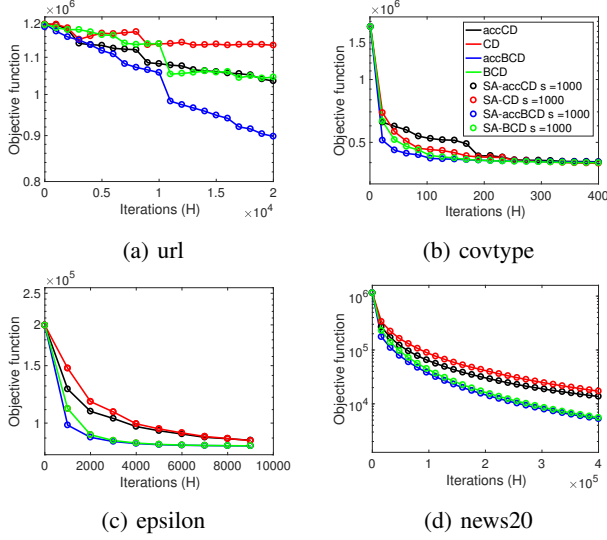 ×10⁶
1.2
1.1
1
0.9
0.8
Objective function
0 0.5 1 1.5 2
Iterations (H)
×10⁴
(a) url
×10⁶
1
0.5
Objective function
0 100 200 300 400
Iterations (H)
accCD
CD
accBCD
BCD
SA-accCD s =1000
SA-CD s =1000
SA-accBCD s =1000
SA-BCD s =1000
(b) covtype
×10⁵
2.5
2
1.5
1
Objective function
0 2000 4000 6000 8000 10000
Iterations (H)
(c) epsilon
10⁶
10⁵
10⁴
Objective function
0 1 2 3 4
Iterations (H)
×10⁵
(d) news20